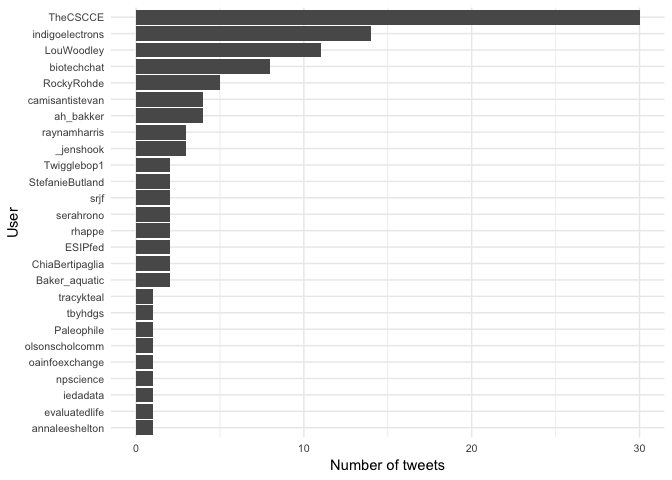 TheCSCCE
indigoelectrons
LouWoodley
biotechchat
RockyRohde
camisantistevan
ah_bakker
raynamharris
_jenshook
Twigglebop1
StefanieButland
srjf
serahrono
rhappe
ESIPfed
ChiaBertipaglia
Baker_aquatic
tracykteal
tbyhdgs
Paleophile
olsonscholcomm
oainfoexchange
npscience
iedadata
evaluatedlife
annaleeshelton
User
0 10 20 30
Number of tweets